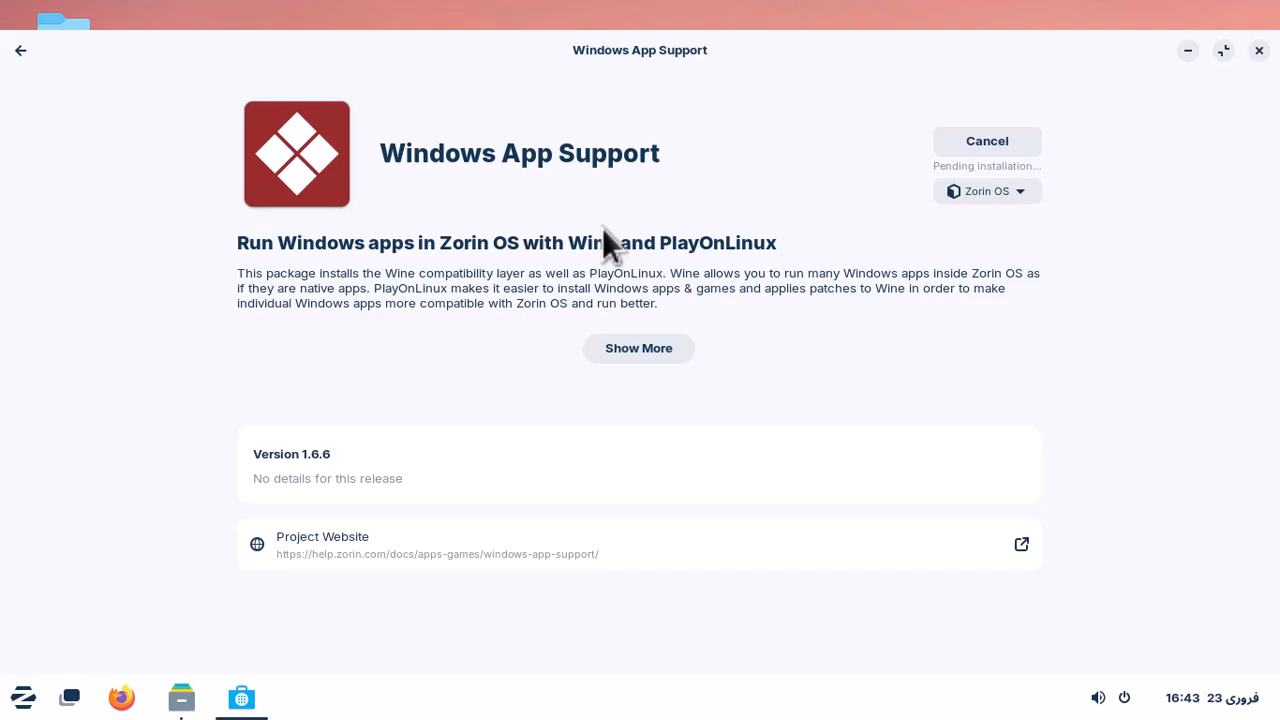 Windows App Support
Windows App Support
Cancel
Pending installation...
Zorin OS
Run Windows apps in Zorin OS with Wine and PlayOnLinux
This package installs the Wine compatibility layer as well as PlayOnLinux. Wine allows you to run many Windows apps inside Zorin OS as
if they are native apps. PlayOnLinux makes it easier to install Windows apps & games and applies patches to Wine in order to make
individual Windows apps more compatible with Zorin OS and run better.
Show More
Version 1.6.6
No details for this release
Project Website
https://help.zorin.com/docs/apps-games/windows-app-support/
16:43 23 فروری